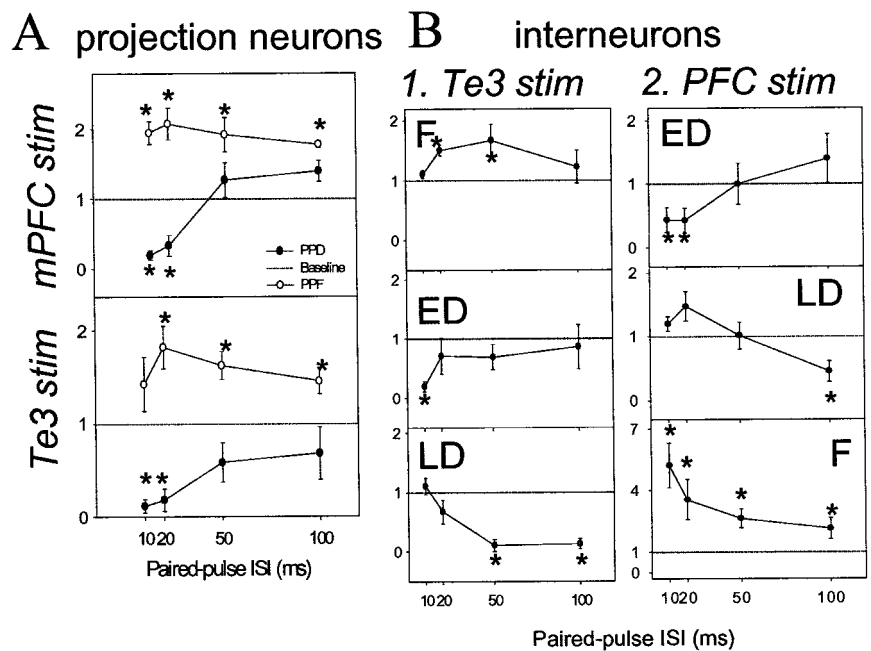 A projection neurons B interneurons
1. Te3 stim 2. PFC stim
mPFC stim
2
*
*
*
*
1
0
*
*
PPD
Baseline
PPF
Te3 stim
2
*
*
*
1
0
* *
10 20 50 100
Paired-pulse ISI (ms)
F
2
1
0
*
*
ED
2
1
0
*
LD
2
1
0
*
*
10 20 50 100
ED
2
1
0
* *
LD
2
1
0
*
F
7
4
1
0
*
*
*
*
10 20 50 100
Paired-pulse ISI (ms)